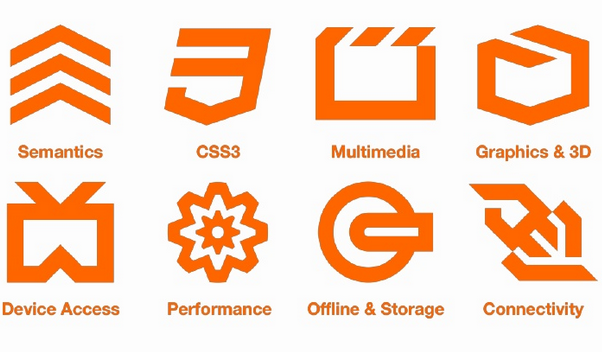 Semantics
CSS3
Multimedia
Graphics & 3D
Device Access
Performance
Offline & Storage
Connectivity